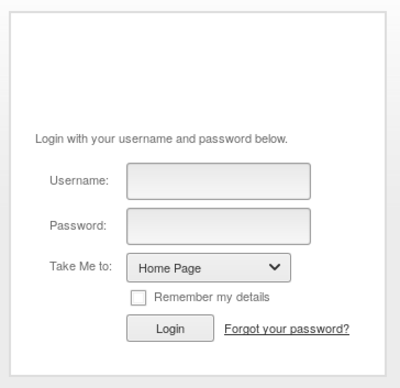 Login with your username and password below.
Username:
Password:
Take Me to: Home Page
Remember my details
Login Forgot your password?